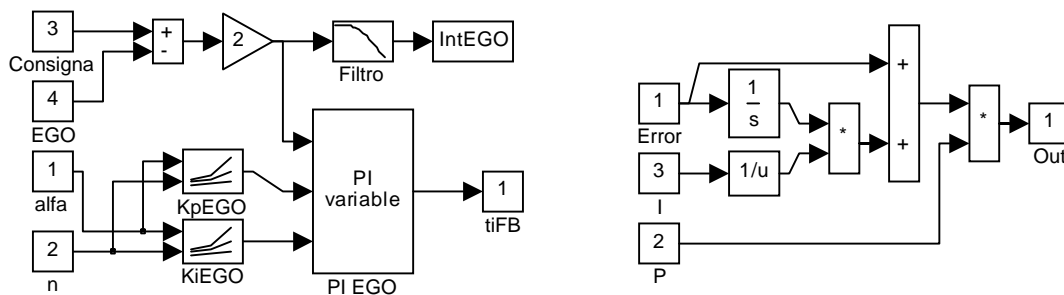 3
Consigna
+
-
2
Filtro
IntEGO
4
EGO
1
alfa
2
n
KpEGO
KiEGO
PI
variable
PI EGO
1
tiFB
1
Error
1
s
3
I
1/u
*
2
P
+
+
*
1
Out